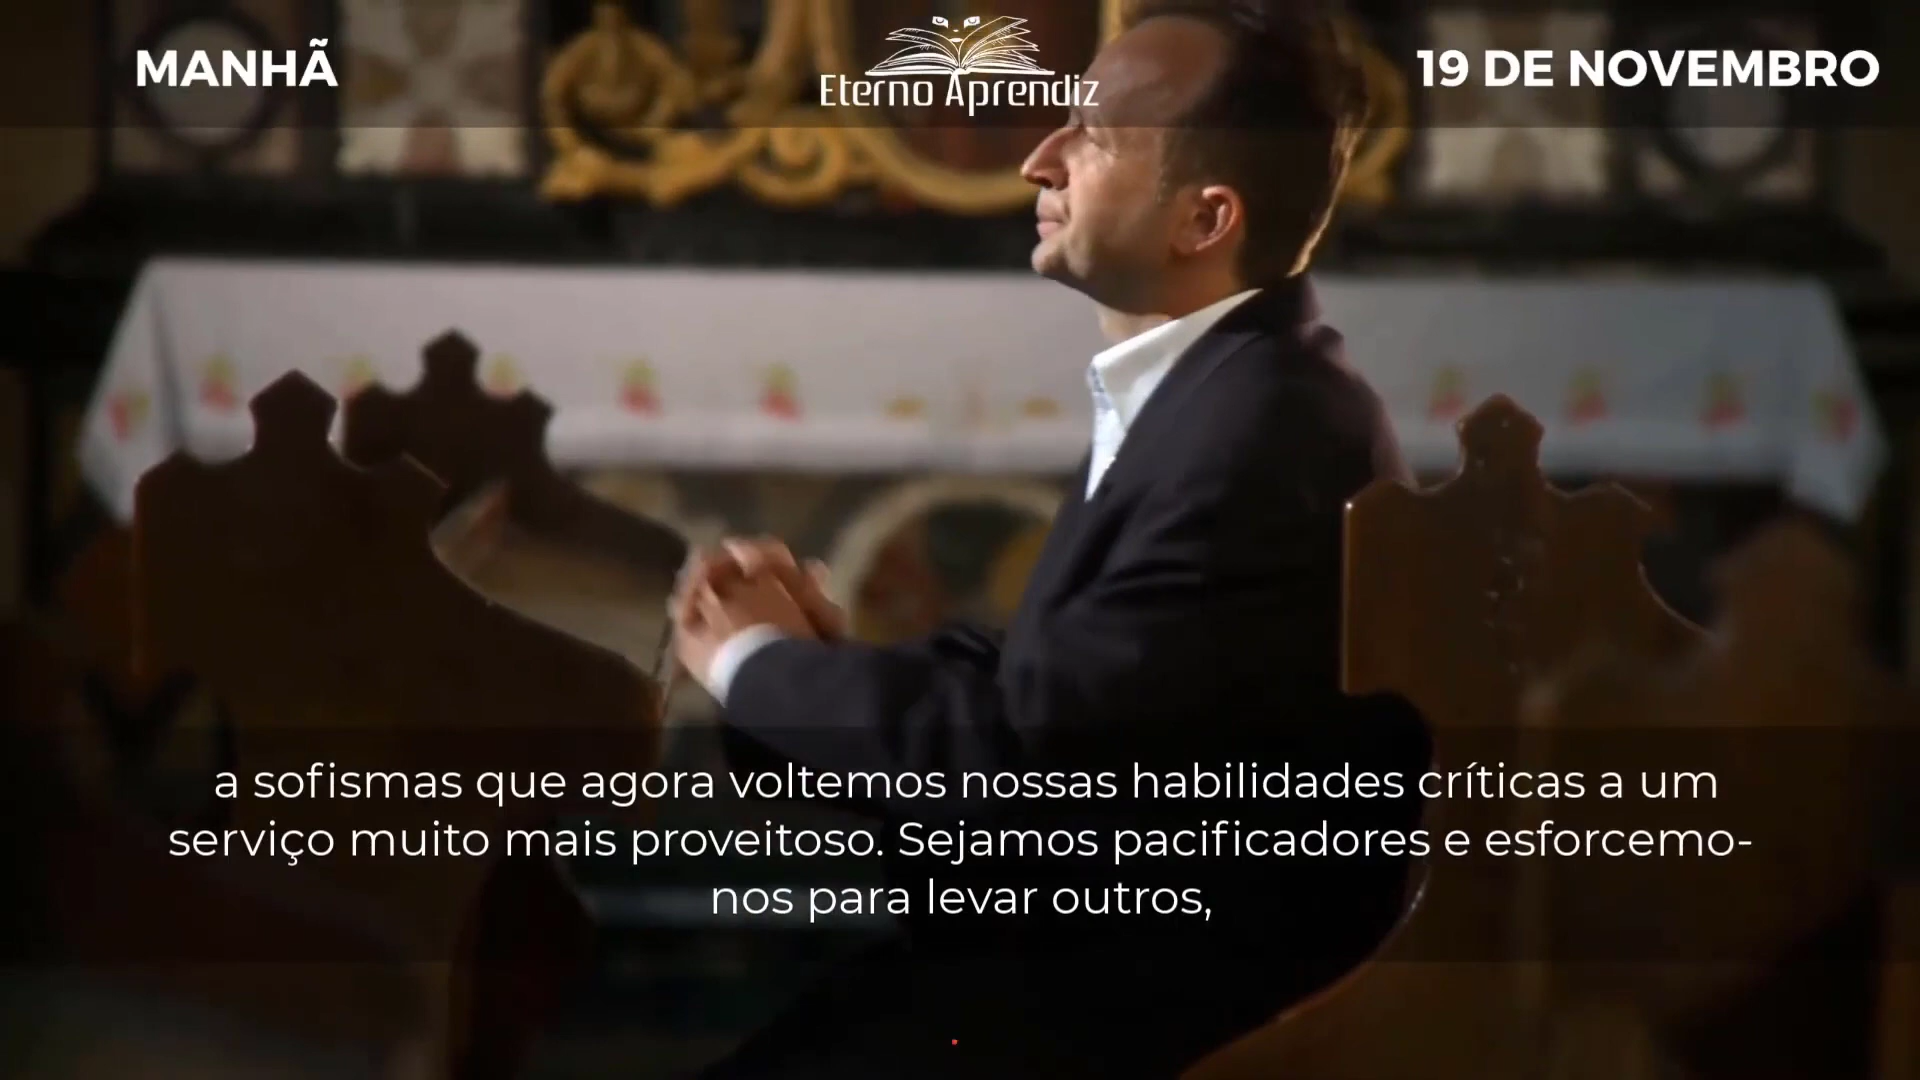 MANHÃ
Eterno Aprendiz
19 DE NOVEMBRO
a sofismas que agora voltemos nossas habilidades críticas a um
serviço muito mais proveitoso. Sejamos pacificadores e esforcemo-
nos para levar outros,